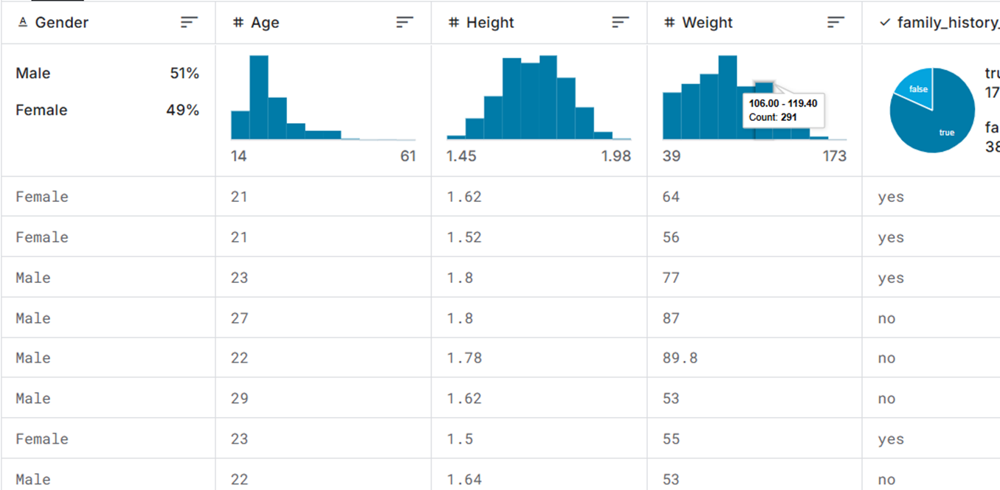 A Gender # Age # Height # Weight ✓ family_history_
Male 51%
Female 49%
106.00 - 119.40
Count: 291
false
true
tru
17
fa
38
14 61 1.45 1.98 39 173
Female 21 1.62 64 yes
Female 21 1.52 56 yes
Male 23 1.8 77 yes
Male 27 1.8 87 no
Male 22 1.78 89.8 no
Male 29 1.62 53 no
Female 23 1.5 55 yes
Male 22 1.64 53 no